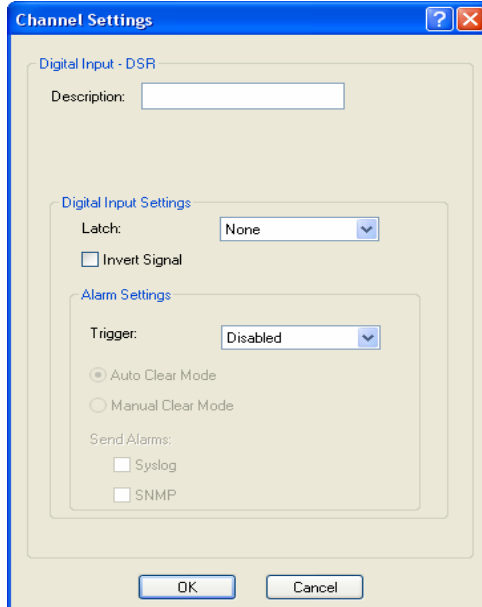 Channel Settings
Digital Input - DSR
Description:
Digital Input Settings
Latch: None
Invert Signal
Alarm Settings
Trigger: Disabled
Auto Clear Mode
Manual Clear Mode
Send Alarms:
Syslog
SNMP
OK Cancel